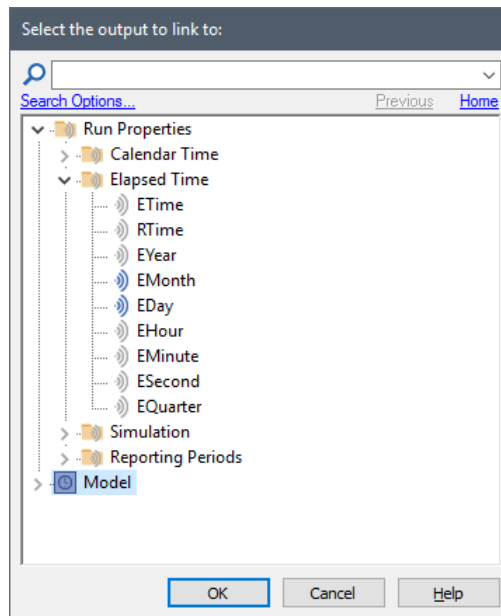 Select the output to link to:
Search Options... Previous Home
Run Properties
Calendar Time
Elapsed Time
ETime
RTime
EYear
EMonth
EDay
EHour
EMinute
ESecond
EQuarter
Simulation
Reporting Periods
Model
OK Cancel Help